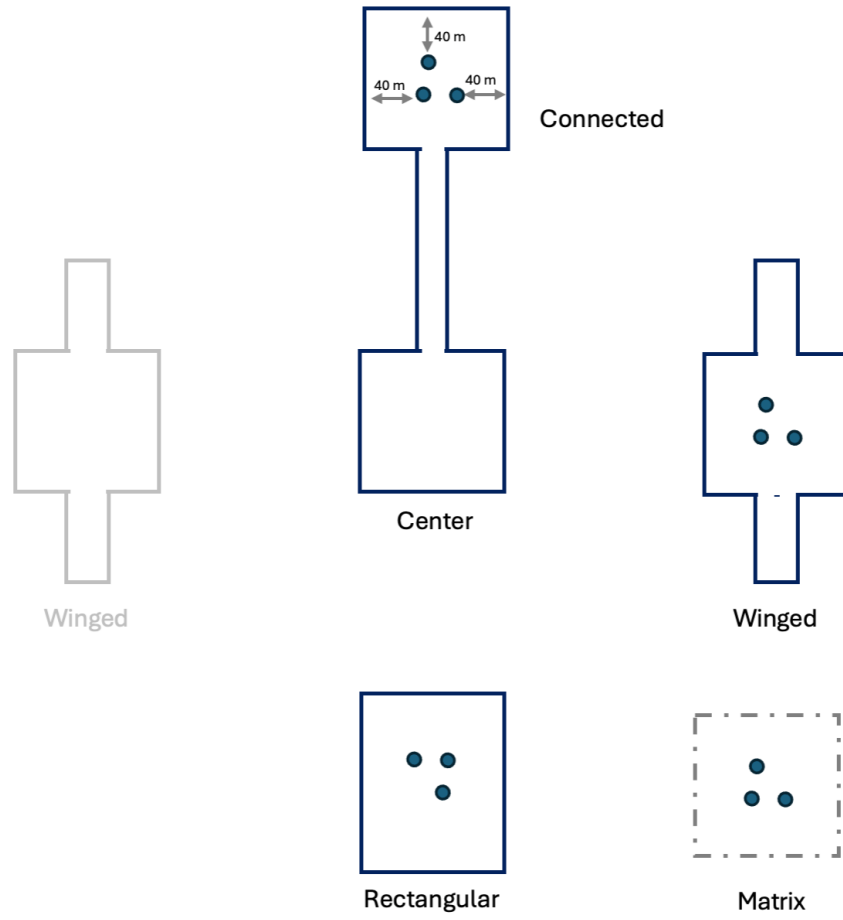 40 m
40 m
40 m
Connected
Center
Winged
Winged
Rectangular
Matrix